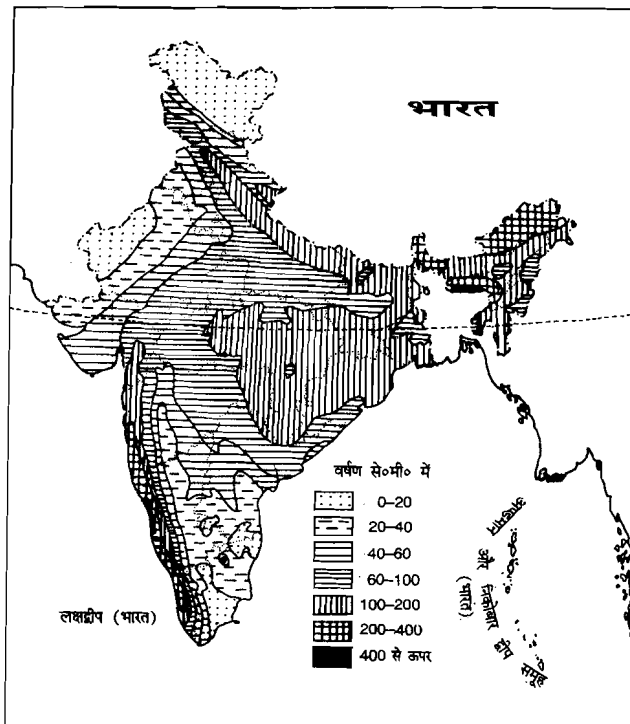 भारत
वर्षण से०मी० में
0–20
20–40
40–60
60–100
100–200
200–400
400 से ऊपर
लक्षद्वीप (भारत)
अण्डमान
और निकोबार द्वीप समूह
(भारत)